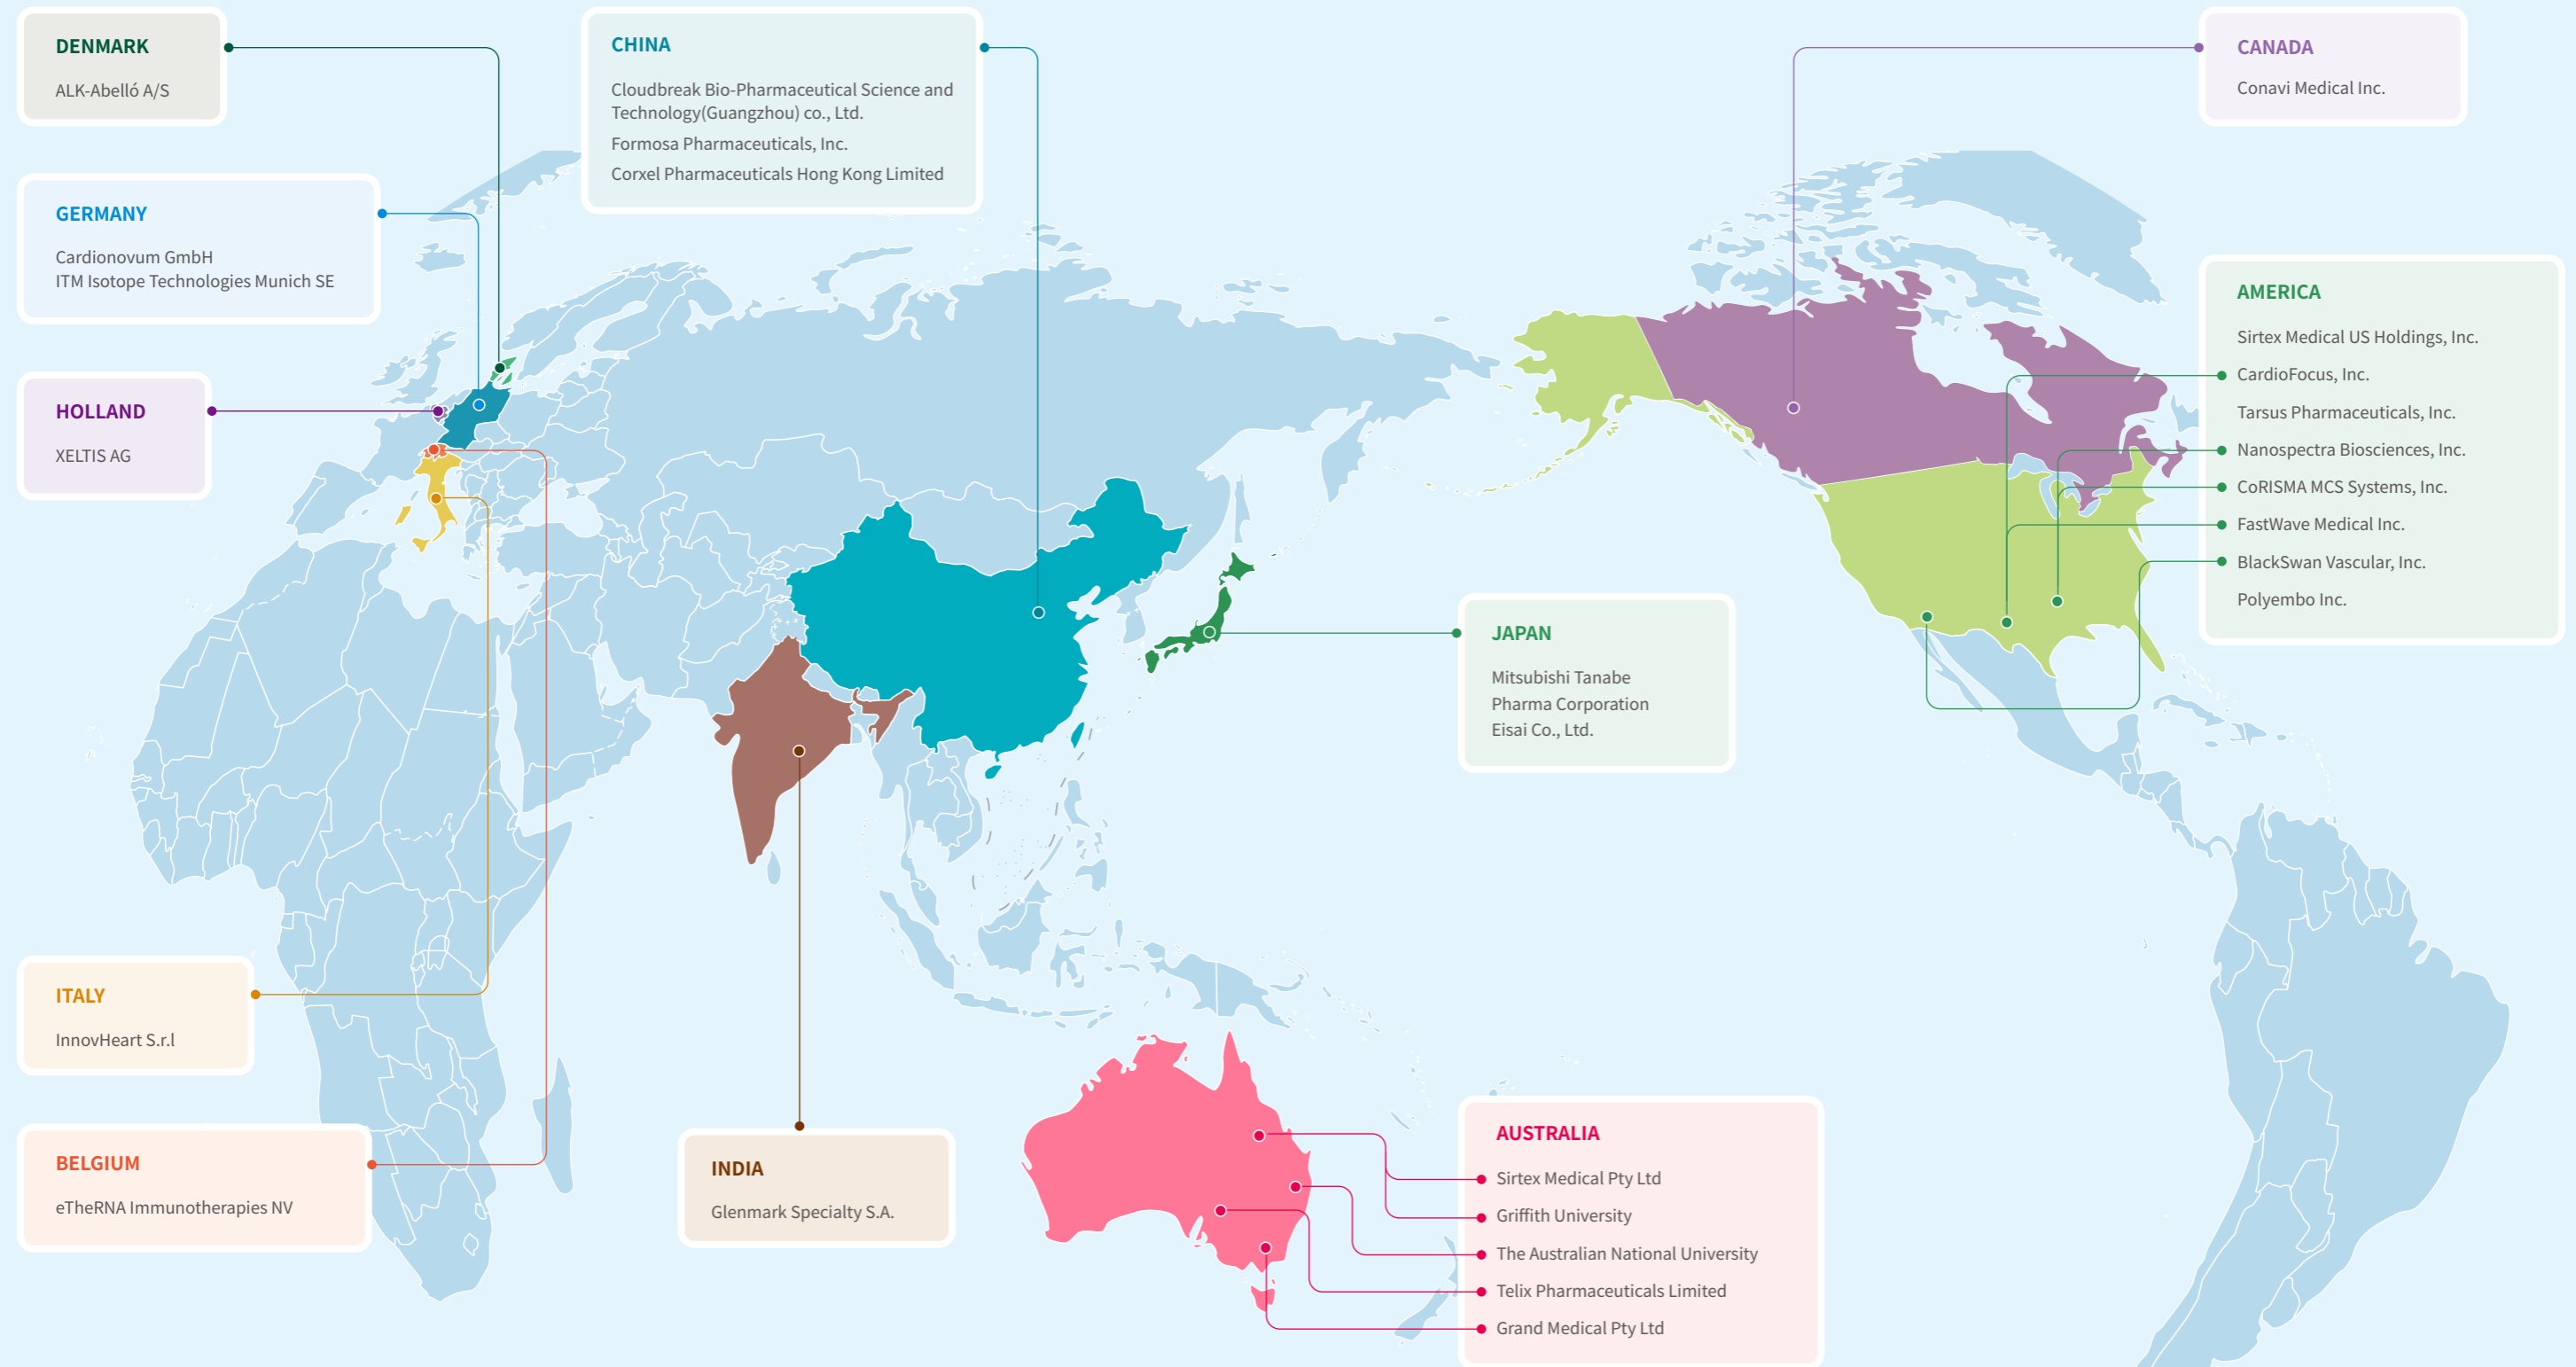 DENMARK
ALK-Abelló A/S
CHINA
Cloudbreak Bio-Pharmaceutical Science and
Technology(Guangzhou) co., Ltd.
Formosa Pharmaceuticals, Inc.
Corxel Pharmaceuticals Hong Kong Limited
CANADA
Conavi Medical Inc.
GERMANY
Cardionovum GmbH
ITM Isotope Technologies Munich SE
AMERICA
Sirtex Medical US Holdings, Inc.
CardioFocus, Inc.
Tarsus Pharmaceuticals, Inc.
Nanospectra Biosciences, Inc.
CoRISMA MCS Systems, Inc.
FastWave Medical Inc.
BlackSwan Vascular, Inc.
Polyembo Inc.
HOLLAND
XELTIS AG
JAPAN
Mitsubishi Tanabe
Pharma Corporation
Eisai Co., Ltd.
ITALY
InnovHeart S.r.l
BELGIUM
eTheRNA Immunotherapies NV
INDIA
Glenmark Specialty S.A.
AUSTRALIA
Sirtex Medical Pty Ltd
Griffith University
The Australian National University
Telix Pharmaceuticals Limited
Grand Medical Pty Ltd